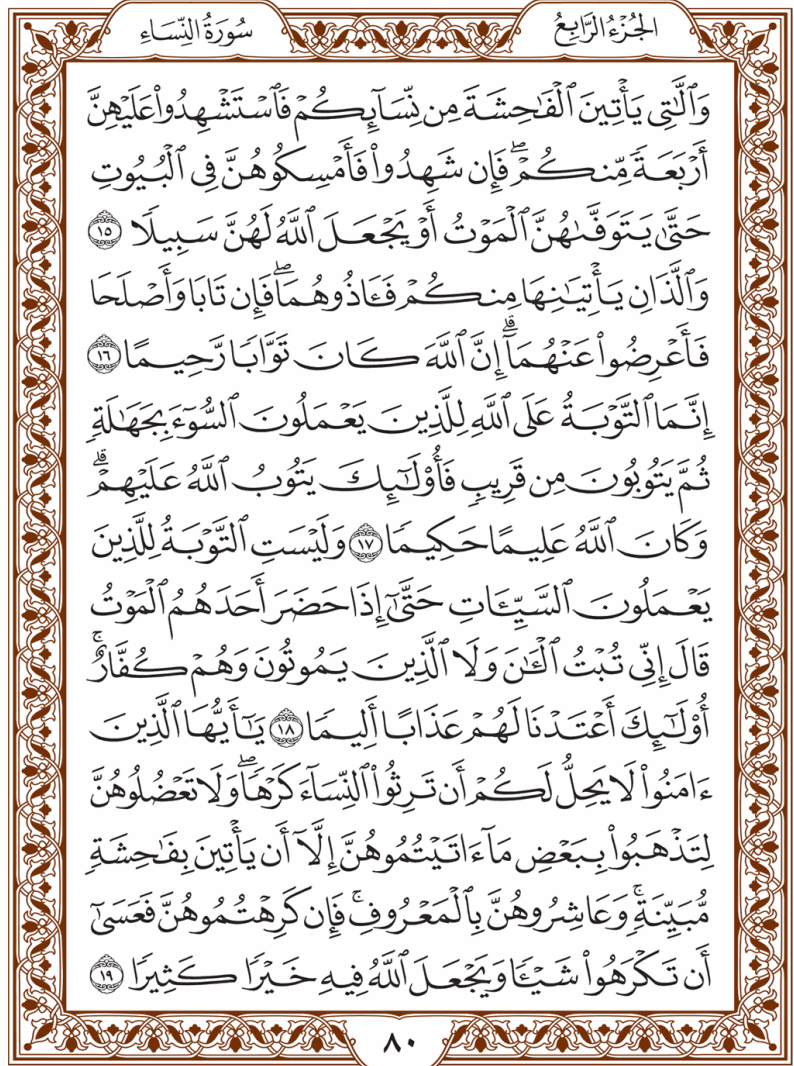 الجُزْءُ الرَّابِعُ
سُورَةُ النِّسَاءِ
وَٱلَّٰتِي يَأْتِينَ ٱلْفَٰحِشَةَ مِن نِّسَآئِكُمْ فَٱسْتَشْهِدُوا۟ عَلَيْهِنَّ
أَرْبَعَةً مِّنكُمْ ۖ فَإِن شَهِدُوا۟ فَأَمْسِكُوهُنَّ فِي ٱلْبُيُوتِ
حَتَّىٰ يَتَوَفَّىٰهُنَّ ٱلْمَوْتُ أَوْ يَجْعَلَ ٱللَّهُ لَهُنَّ سَبِيلًا ١٥
وَٱلَّذَانِ يَأْتِيَٰنِهَا مِنكُمْ فَـَٔاذُوهُمَا ۖ فَإِن تَابَا وَأَصْلَحَا
فَأَعْرِضُوا۟ عَنْهُمَآ ۗ إِنَّ ٱللَّهَ كَانَ تَوَّابًا رَّحِيمًا ١٦
إِنَّمَا ٱلتَّوْبَةُ عَلَى ٱللَّهِ لِلَّذِينَ يَعْمَلُونَ ٱلسُّوٓءَ بِجَهَٰلَةٍ
ثُمَّ يَتُوبُونَ مِن قَرِيبٍ فَأُو۟لَٰٓئِكَ يَتُوبُ ٱللَّهُ عَلَيْهِمْ ۗ
وَكَانَ ٱللَّهُ عَلِيمًا حَكِيمًا ١٧ وَلَيْسَتِ ٱلتَّوْبَةُ لِلَّذِينَ
يَعْمَلُونَ ٱلسَّيِّـَٔاتِ حَتَّىٰٓ إِذَا حَضَرَ أَحَدَهُمُ ٱلْمَوْتُ
قَالَ إِنِّي تُبْتُ ٱلْـَٰٔنَ وَلَا ٱلَّذِينَ يَمُوتُونَ وَهُمْ كُفَّارٌ ۚ
أُو۟لَٰٓئِكَ أَعْتَدْنَا لَهُمْ عَذَابًا أَلِيمًا ١٨ يَٰٓأَيُّهَا ٱلَّذِينَ
ءَامَنُوا۟ لَا يَحِلُّ لَكُمْ أَن تَرِثُوا۟ ٱلنِّسَآءَ كَرْهًا ۖ وَلَا تَعْضُلُوهُنَّ
لِتَذْهَبُوا۟ بِبَعْضِ مَآ ءَاتَيْتُمُوهُنَّ إِلَّآ أَن يَأْتِينَ بِفَٰحِشَةٍ
مُّبَيِّنَةٍ ۚ وَعَاشِرُوهُنَّ بِٱلْمَعْرُوفِ ۚ فَإِن كَرِهْتُمُوهُنَّ فَعَسَىٰٓ
أَن تَكْرَهُوا۟ شَيْـًٔا وَيَجْعَلَ ٱللَّهُ فِيهِ خَيْرًا كَثِيرًا ١٩
٨٠